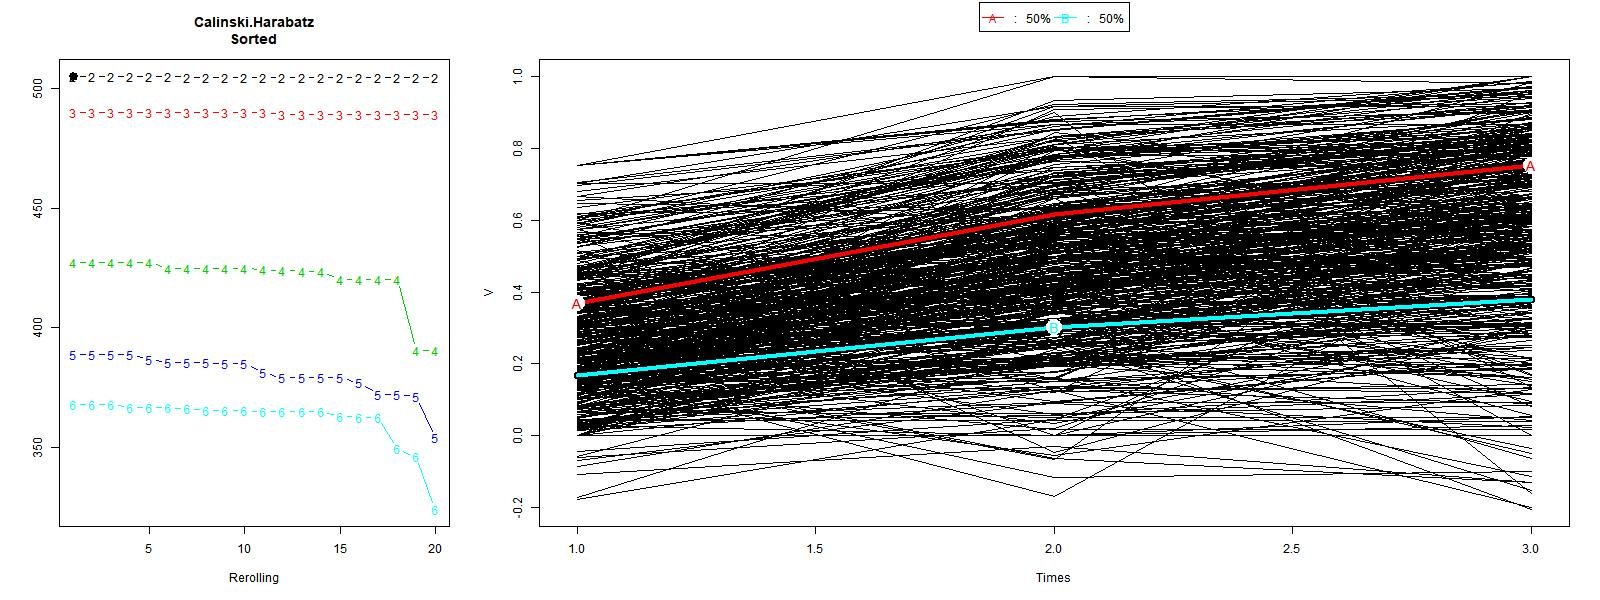 Calinski.Harabatz
Sorted
A : 50% B : 50%
500
450
400
350
2 2 2 2 2 2 2 2 2 2 2 2 2 2 2 2 2 2 2
3 3 3 3 3 3 3 3 3 3 3 3 3 3 3 3 3 3 3 3
4 4 4 4 4 4 4 4 4 4 4 4 4 4 4 4 4 4 4 4
5 5 5 5 5 5 5 5 5 5 5 5 5 5 5 5 5 5 5 5
6 6 6 6 6 6 6 6 6 6 6 6 6 6 6 6 6 6 6 6
5 10 15 20
Rerolling
V
1.0
0.8
0.6
0.4
0.2
0.0
-0.2
A
A
B
1.0 1.5 2.0 2.5 3.0
Times